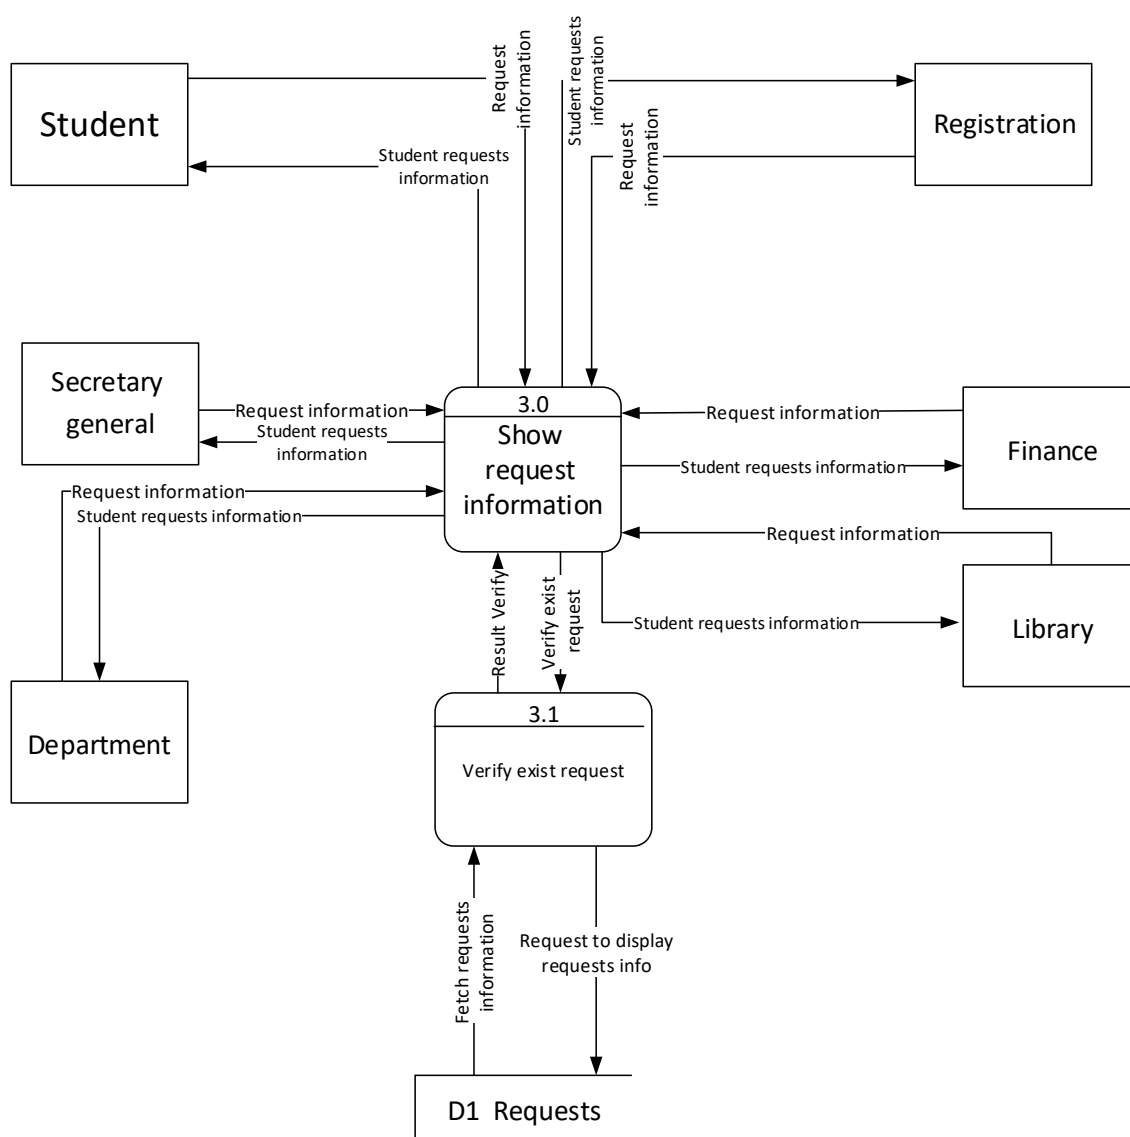 Request
information
Student requests
information
Student
Registration
Request
information
Student requests
information
Secretary
general
Request information
Student requests
information
3.0
Show
request
information
Request information
Finance
Student requests information
Request information
Student requests information
Request information
Library
Student requests information
Result Verify
Verify exist
request
Department
3.1
Verify exist request
Fetch requests
information
Request to display
requests info
D1 Requests